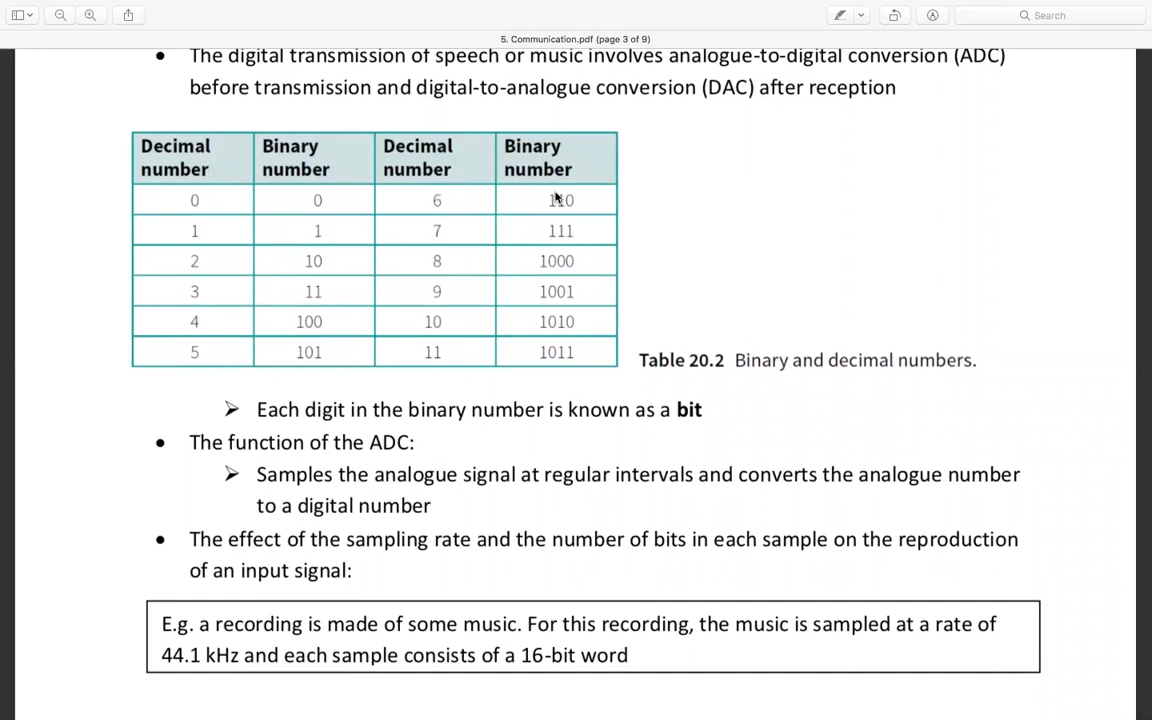 Search
5. Communication.pdf (page 3 of 9)
• The digital transmission of speech or music involves analogue-to-digital conversion (ADC)
before transmission and digital-to-analogue conversion (DAC) after reception
Decimal number Binary number Decimal number Binary number
0 0 6 110
1 1 7 111
2 10 8 1000
3 11 9 1001
4 100 10 1010
5 101 11 1011
Table 20.2 Binary and decimal numbers.
➢ Each digit in the binary number is known as a bit
• The function of the ADC:
➢ Samples the analogue signal at regular intervals and converts the analogue number
to a digital number
• The effect of the sampling rate and the number of bits in each sample on the reproduction
of an input signal:
E.g. a recording is made of some music. For this recording, the music is sampled at a rate of
44.1 kHz and each sample consists of a 16-bit word